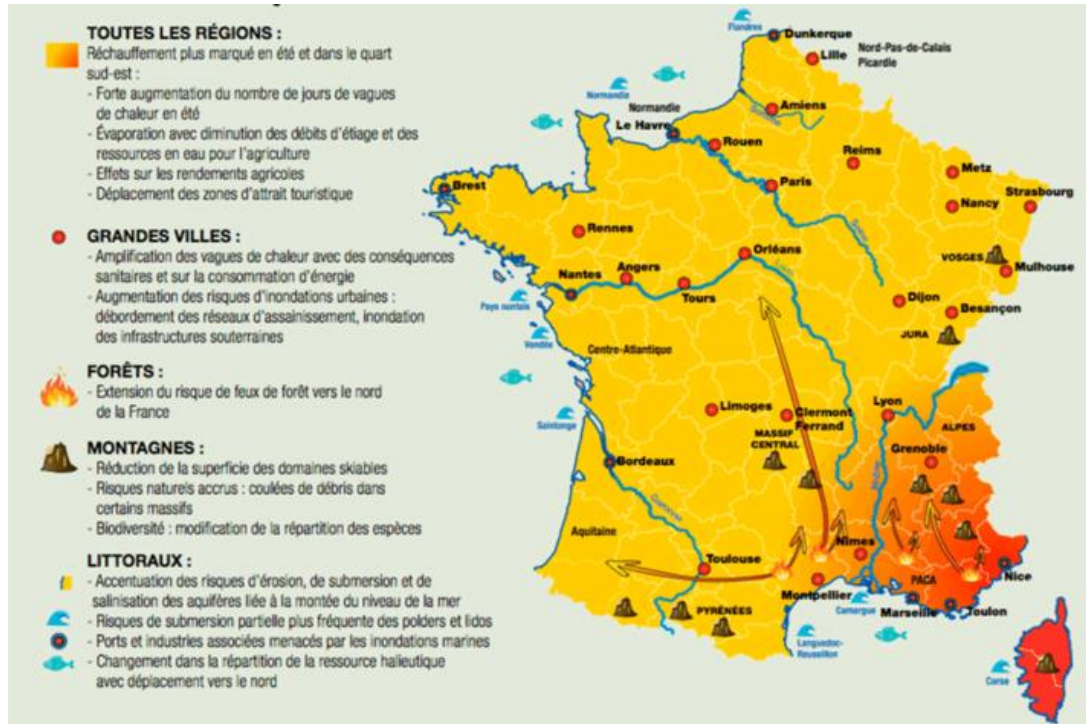 TOUTES LES RÉGIONS :
Réchauffement plus marqué en été et dans le quart
sud-est :
- Forte augmentation du nombre de jours de vagues
de chaleur en été
- Évaporation avec diminution des débits d'étiage et des
ressources en eau pour l'agriculture
- Effets sur les rendements agricoles
- Déplacement des zones d'attrait touristique
GRANDES VILLES :
- Amplification des vagues de chaleur avec des conséquences
sanitaires et sur la consommation d'énergie
- Augmentation des risques d'inondations urbaines :
débordement des réseaux d'assainissement, inondation
des infrastructures souterraines
FORÊTS :
- Extension du risque de feux de forêt vers le nord
de la France
MONTAGNES :
- Réduction de la superficie des domaines skiables
- Risques naturels accrus : coulées de débris dans
certains massifs
- Biodiversité : modification de la répartition des espèces
LITTORAUX :
- Accentuation des risques d'érosion, de submersion et de
salinisation des aquifères liée à la montée du niveau de la mer
- Risques de submersion partielle plus fréquente des polders et lidos
- Ports et industries associées menacés par les inondations marines
- Changement dans la répartition de la ressource halieutique
avec déplacement vers le nord
Flandres
Dunkerque
Lille
Nord-Pas-de-Calais
Picardie
Normandie
Normandie
Amiens
Le Havre
Rouen
Reims
Metz
Paris
Strasbourg
Nancy
Brest
Rennes
Orléans
VOSGES
Mulhouse
Nantes
Angers
Tours
Dijon
Besançon
Pays nantais
JURA
Vendée
Centre-Atlantique
Limoges
Clermont
Ferrand
Lyon
ALPES
Saintonge
MASSIF
CENTRAL
Grenoble
Bordeaux
Garonne
Aquitaine
Toulouse
Nîmes
Nice
PACA
Montpellier
Camargue
Marseille
Toulon
PYRÉNÉES
Languedoc-
Roussillon
Corse